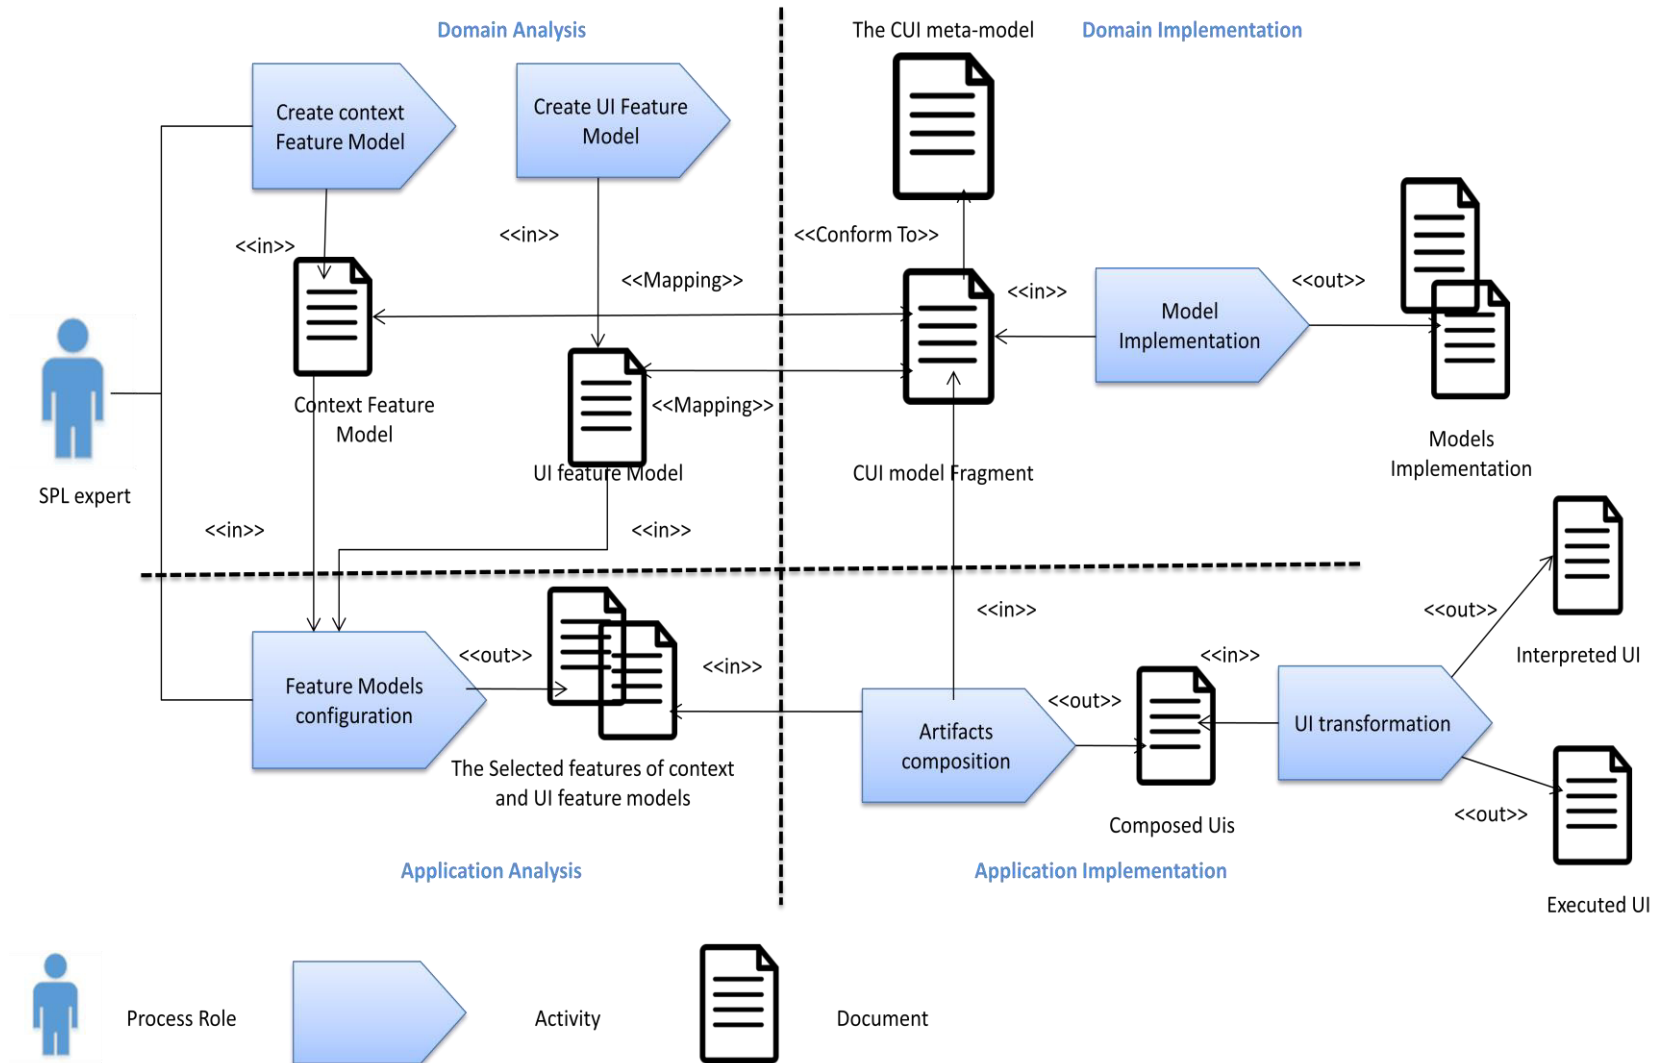 Domain Analysis
The CUI meta-model
Domain Implementation
Create context
Feature Model
Create UI Feature
Model
<<in>>
<<in>>
<<Conform To>>
<<Mapping>>
<<in>>
<<out>>
Model
Implementation
Context Feature
Model
<<Mapping>>
Models
Implementation
UI feature Model
CUI model Fragment
SPL expert
<<in>>
<<in>>
<<in>>
<<out>>
Interpreted UI
<<out>>
<<in>>
<<in>>
Feature Models
configuration
<<out>>
UI transformation
Artifacts
composition
The Selected features of context
and UI feature models
<<out>>
Composed Uis
Application Analysis
Application Implementation
Executed UI
Process Role
Activity
Document